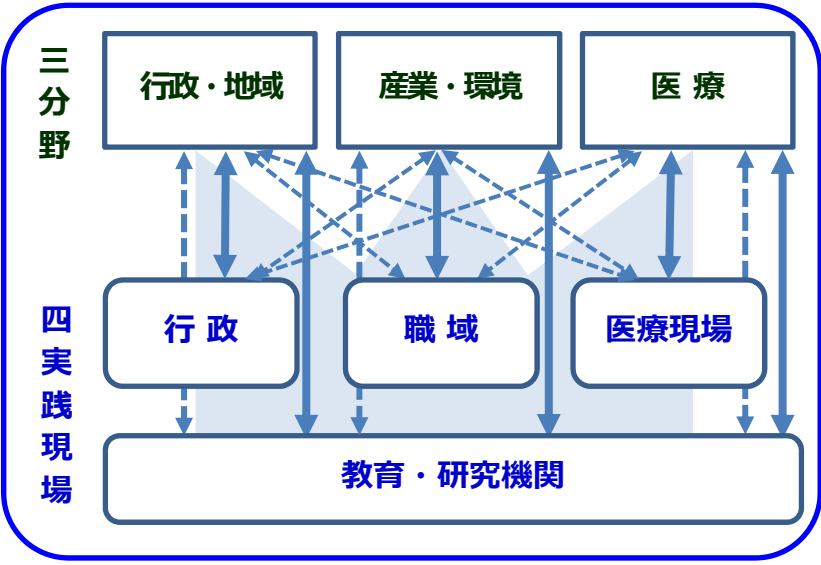 三分野
行政・地域
産業・環境
医 療
四実践現場
行 政
職 域
医療現場
教育・研究機関